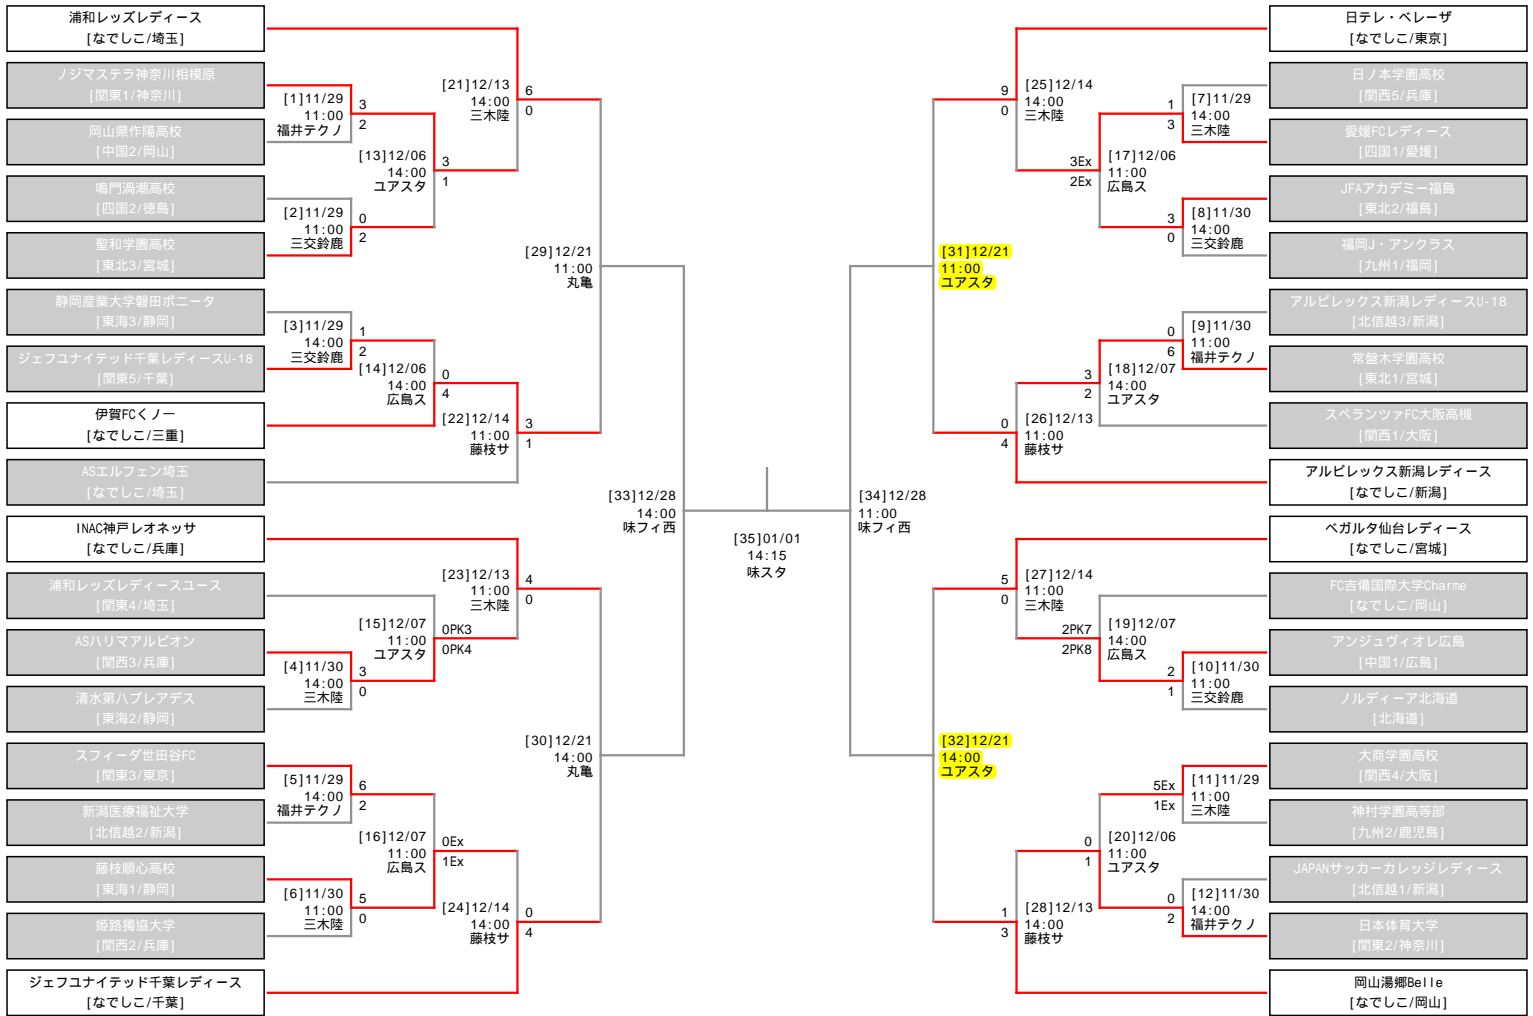 浦和レッズレディース
[なでしこ/埼玉]
ノジマステラ神奈川相模原
[関東1/神奈川]
岡山県作陽高校
[中国2/岡山]
鳴門渦潮高校
[四国2/徳島]
聖和学園高校
[東北3/宮城]
静岡産業大学磐田ボニータ
[東海3/静岡]
ジェフユナイテッド千葉レディースU-18
[関東5/千葉]
伊賀FCくノ一
[なでしこ/三重]
ASエルフェン埼玉
[なでしこ/埼玉]
INAC神戸レオネッサ
[なでしこ/兵庫]
浦和レッズレディースユース
[関東4/埼玉]
ASハリマアルビオン
[関西3/兵庫]
清水第八プレアデス
[東海2/静岡]
スフィーダ世田谷FC
[関東3/東京]
新潟医療福祉大学
[北信越2/新潟]
藤枝順心高校
[東海1/静岡]
姫路獨協大学
[関西2/兵庫]
ジェフユナイテッド千葉レディース
[なでしこ/千葉]
[1]11/29
11:00
福井テクノ
3
2
[2]11/29
11:00
三交鈴鹿
0
2
[3]11/29
14:00
三交鈴鹿
1
2
[4]11/30
14:00
三木陸
3
0
[5]11/29
14:00
福井テクノ
6
2
[6]11/30
11:00
三木陸
5
0
[13]12/06
14:00
ユアスタ
3
1
[14]12/06
14:00
広島ス
0
4
[15]12/07
11:00
ユアスタ
0PK3
0PK4
[16]12/07
11:00
広島ス
0Ex
1Ex
[21]12/13
14:00
三木陸
6
0
[22]12/14
11:00
藤枝サ
3
1
[23]12/13
11:00
三木陸
4
0
[24]12/14
14:00
藤枝サ
0
4
[29]12/21
11:00
丸亀
[30]12/21
14:00
丸亀
[33]12/28
14:00
味フィ西
[35]01/01
14:15
味スタ
[34]12/28
11:00
味フィ西
[31]12/21
11:00
ユアスタ
[32]12/21
14:00
ユアスタ
9
0
[25]12/14
14:00
三木陸
0
4
[26]12/13
11:00
藤枝サ
5
0
[27]12/14
11:00
三木陸
1
3
[28]12/13
14:00
藤枝サ
3Ex
2Ex
[17]12/06
11:00
広島ス
3
2
[18]12/07
14:00
ユアスタ
2PK7
2PK8
[19]12/07
14:00
広島ス
0
1
[20]12/06
11:00
ユアスタ
1
3
[7]11/29
14:00
三木陸
3
0
[8]11/30
14:00
三交鈴鹿
0
6
[9]11/30
11:00
福井テクノ
2
1
[10]11/30
11:00
三交鈴鹿
5Ex
1Ex
[11]11/29
11:00
三木陸
0
2
[12]11/30
14:00
福井テクノ
日テレ・ベレーザ
[なでしこ/東京]
日ノ本学園高校
[関西5/兵庫]
愛媛FCレディース
[四国1/愛媛]
JFAアカデミー福島
[東北2/福島]
福岡J・アンクラス
[九州1/福岡]
アルビレックス新潟レディースU-18
[北信越3/新潟]
常盤木学園高校
[東北1/宮城]
スペランツァFC大阪高槻
[関西1/大阪]
アルビレックス新潟レディース
[なでしこ/新潟]
ベガルタ仙台レディース
[なでしこ/宮城]
FC吉備国際大学Charme
[なでしこ/岡山]
アンジュヴィオレ広島
[中国1/広島]
ノルディーア北海道
[北海道]
大商学園高校
[関西4/大阪]
神村学園高等部
[九州2/鹿児島]
JAPANサッカーカレッジレディース
[北信越1/新潟]
日本体育大学
[関東2/神奈川]
岡山湯郷Belle
[なでしこ/岡山]